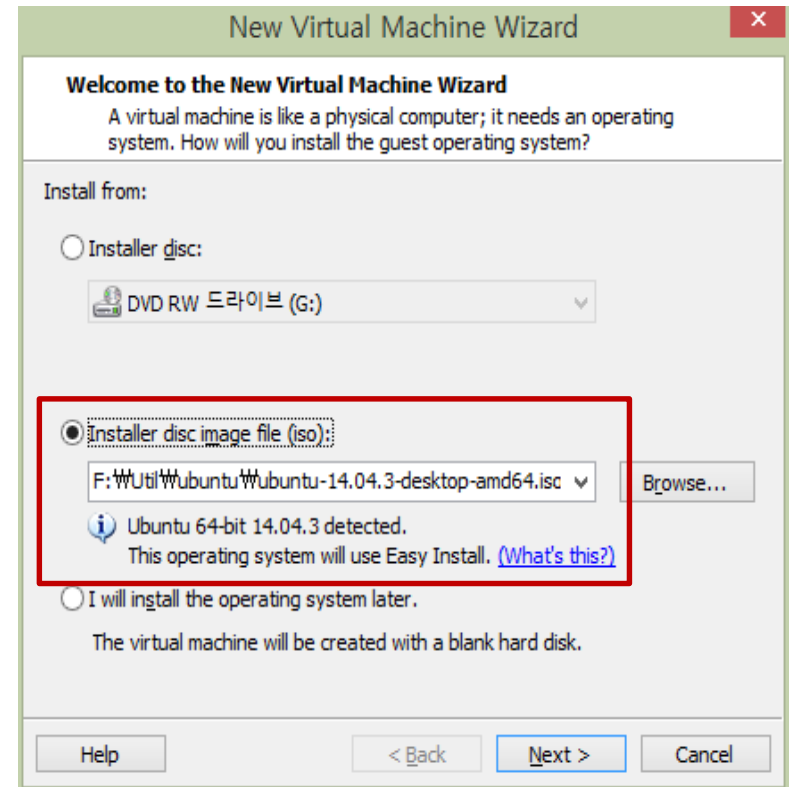 New Virtual Machine Wizard
Welcome to the New Virtual Machine Wizard
A virtual machine is like a physical computer; it needs an operating
system. How will you install the guest operating system?
Install from:
Installer disc:
DVD RW 드라이브 (G:)
Installer disc image file (iso):
F:₩Util₩ubuntu₩ubuntu-14.04.3-desktop-amd64.iso
Browse...
Ubuntu 64-bit 14.04.3 detected.
This operating system will use Easy Install. (What's this?)
I will install the operating system later.
The virtual machine will be created with a blank hard disk.
Help
< Back
Next >
Cancel